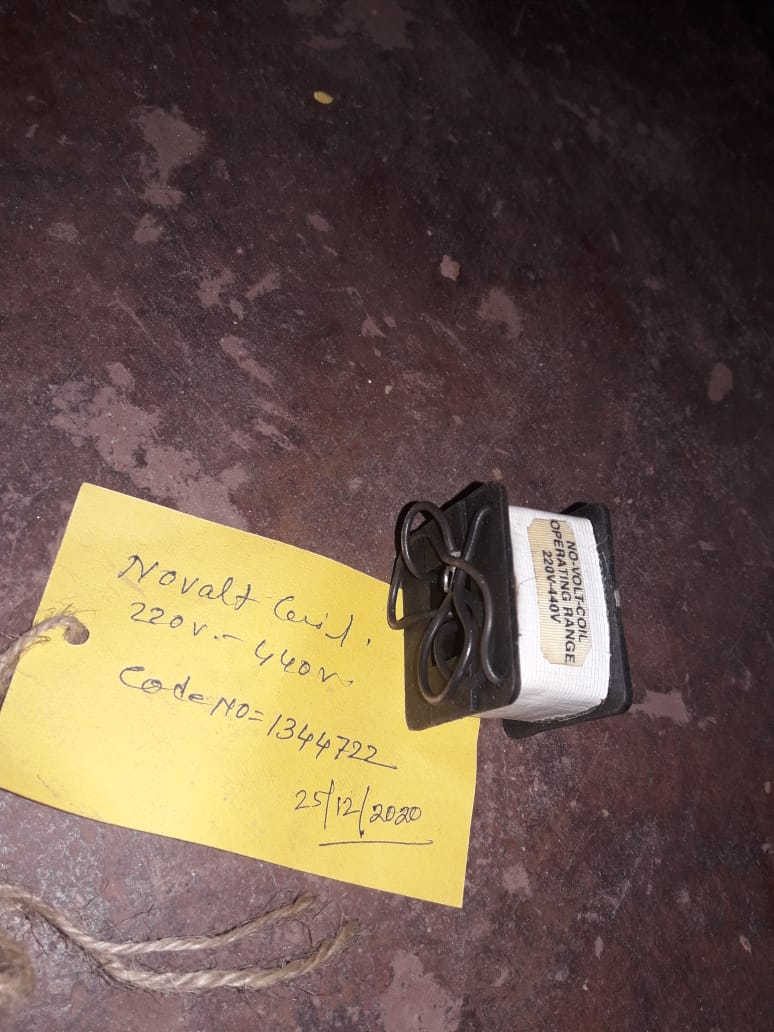 Novalt Coil.
220v.- 440v.
Code No=1344722
25/12/2020
NO-VOLT-COIL
OPERATING RANGE
220V-440V